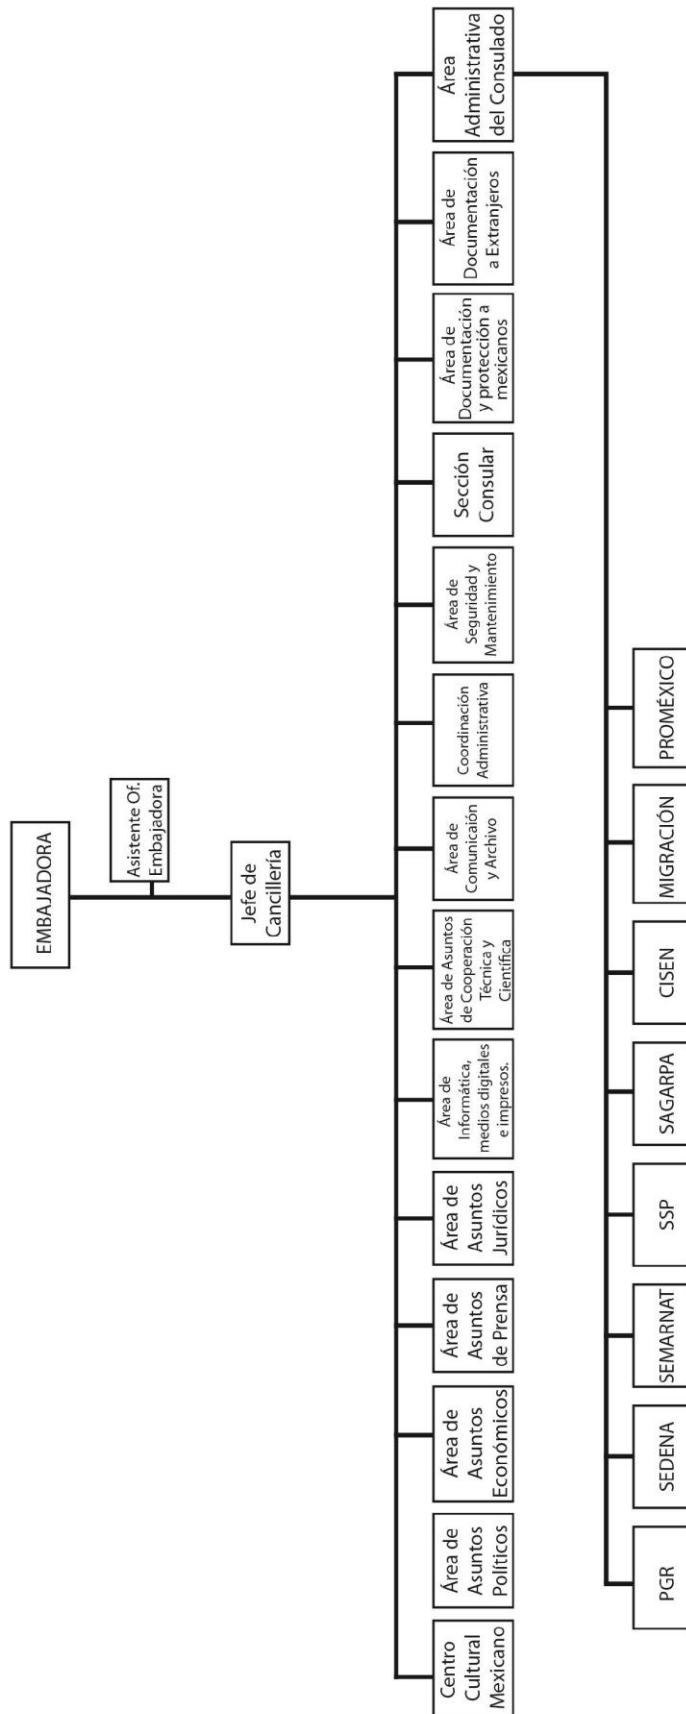 EMBAJADORA
Asistente Of.
Embajadora
Jefe de
Cancillería
Centro
Cultural
Mexicano
Área de
Asuntos
Políticos
Área de
Asuntos
Económicos
Área de
Asuntos
de Prensa
Área de
Asuntos
Jurídicos
Área de
Informática,
medios digitales
e impresos.
Área de Asuntos
de Cooperación
Técnica y
Científica
Área de
Comunicaión
y Archivo
Coordinación
Administrativa
Área de
Seguridad y
Mantenimiento
Sección
Consular
Área de
Documentación
y protección a
mexicanos
Área de
Documentación
a Extranjeros
Área
Administrativa
del Consulado
PGR
SEDENA
SEMARNAT
SSP
SAGARPA
CISEN
MIGRACIÓN
PROMÉXICO